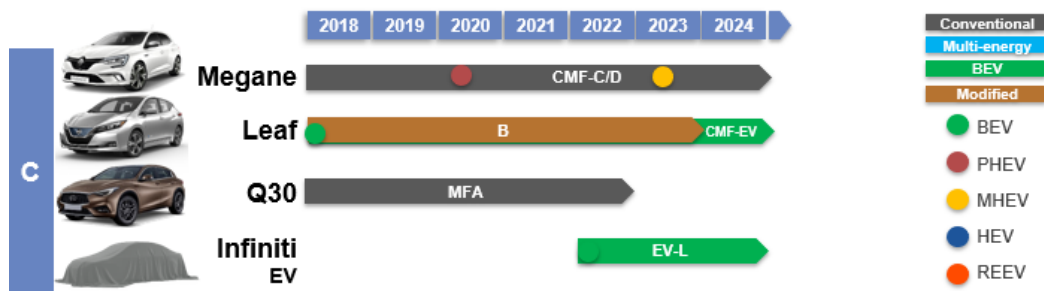 2018 2019 2020 2021 2022 2023 2024
Conventional
Multi-energy
BEV
Modified
C
Megane
CMF-C/D
Leaf
B
CMF-EV
Q30
MFA
Infiniti
EV
EV-L
BEV
PHEV
MHEV
HEV
REEV